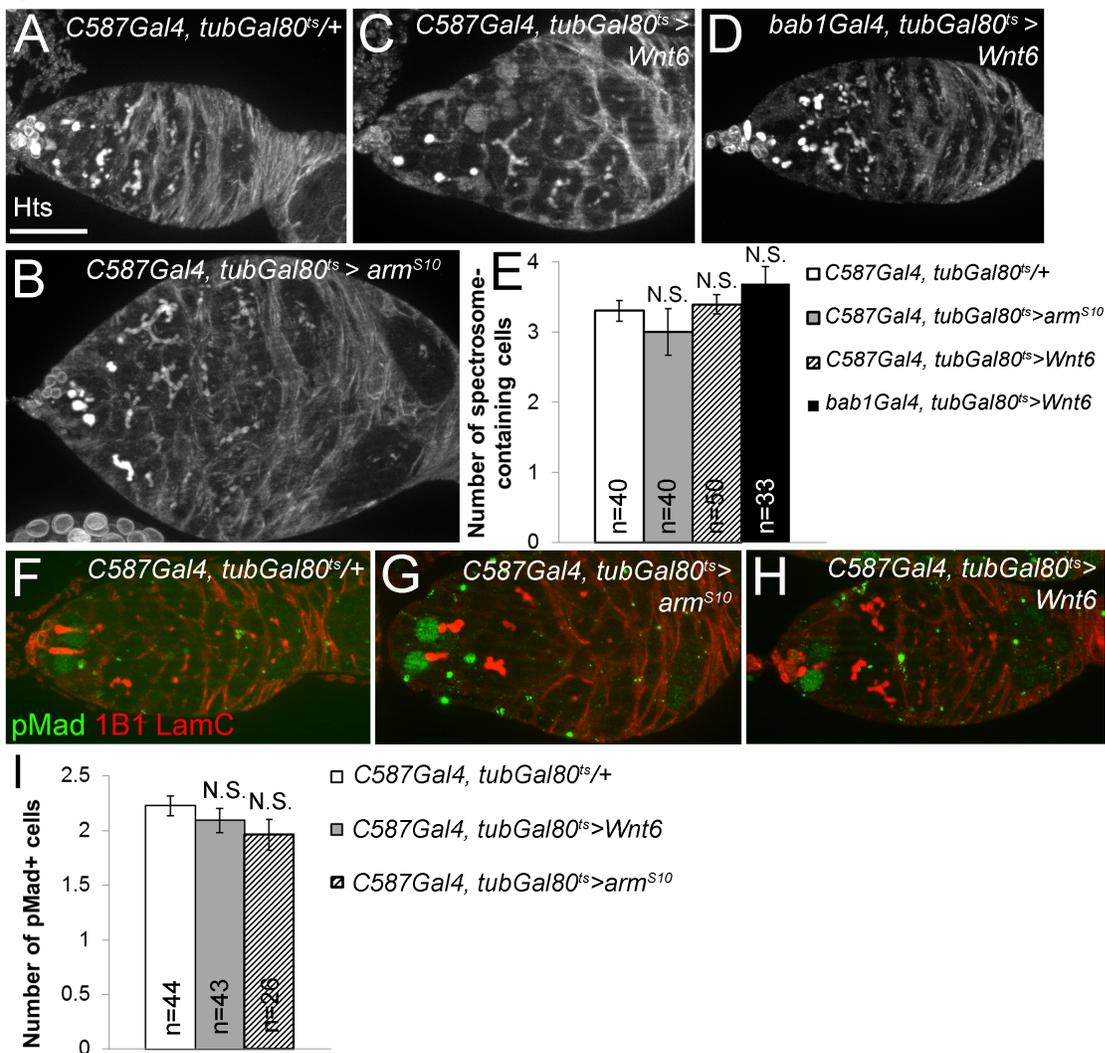 A
C587Gal4, tubGal80ts/+
Hts
C
C587Gal4, tubGal80ts >
Wnt6
D
bab1Gal4, tubGal80ts >
Wnt6
B
C587Gal4, tubGal80ts > armS10
E
Number of spectrosome-
containing cells
4
3
2
1
0
N.S.
N.S.
N.S.
n=40
n=40
n=50
n=33
C587Gal4, tubGal80ts/+
C587Gal4, tubGal80ts>armS10
C587Gal4, tubGal80ts>Wnt6
bab1Gal4, tubGal80ts>Wnt6
F
C587Gal4, tubGal80ts/+
pMad 1B1 LamC
G
C587Gal4, tubGal80ts>
armS10
H
C587Gal4, tubGal80ts>
Wnt6
I
Number of pMad+ cells
2.5
2
1.5
1
0.5
0
N.S.
N.S.
n=44
n=43
n=26
C587Gal4, tubGal80ts/+
C587Gal4, tubGal80ts>Wnt6
C587Gal4, tubGal80ts>armS10